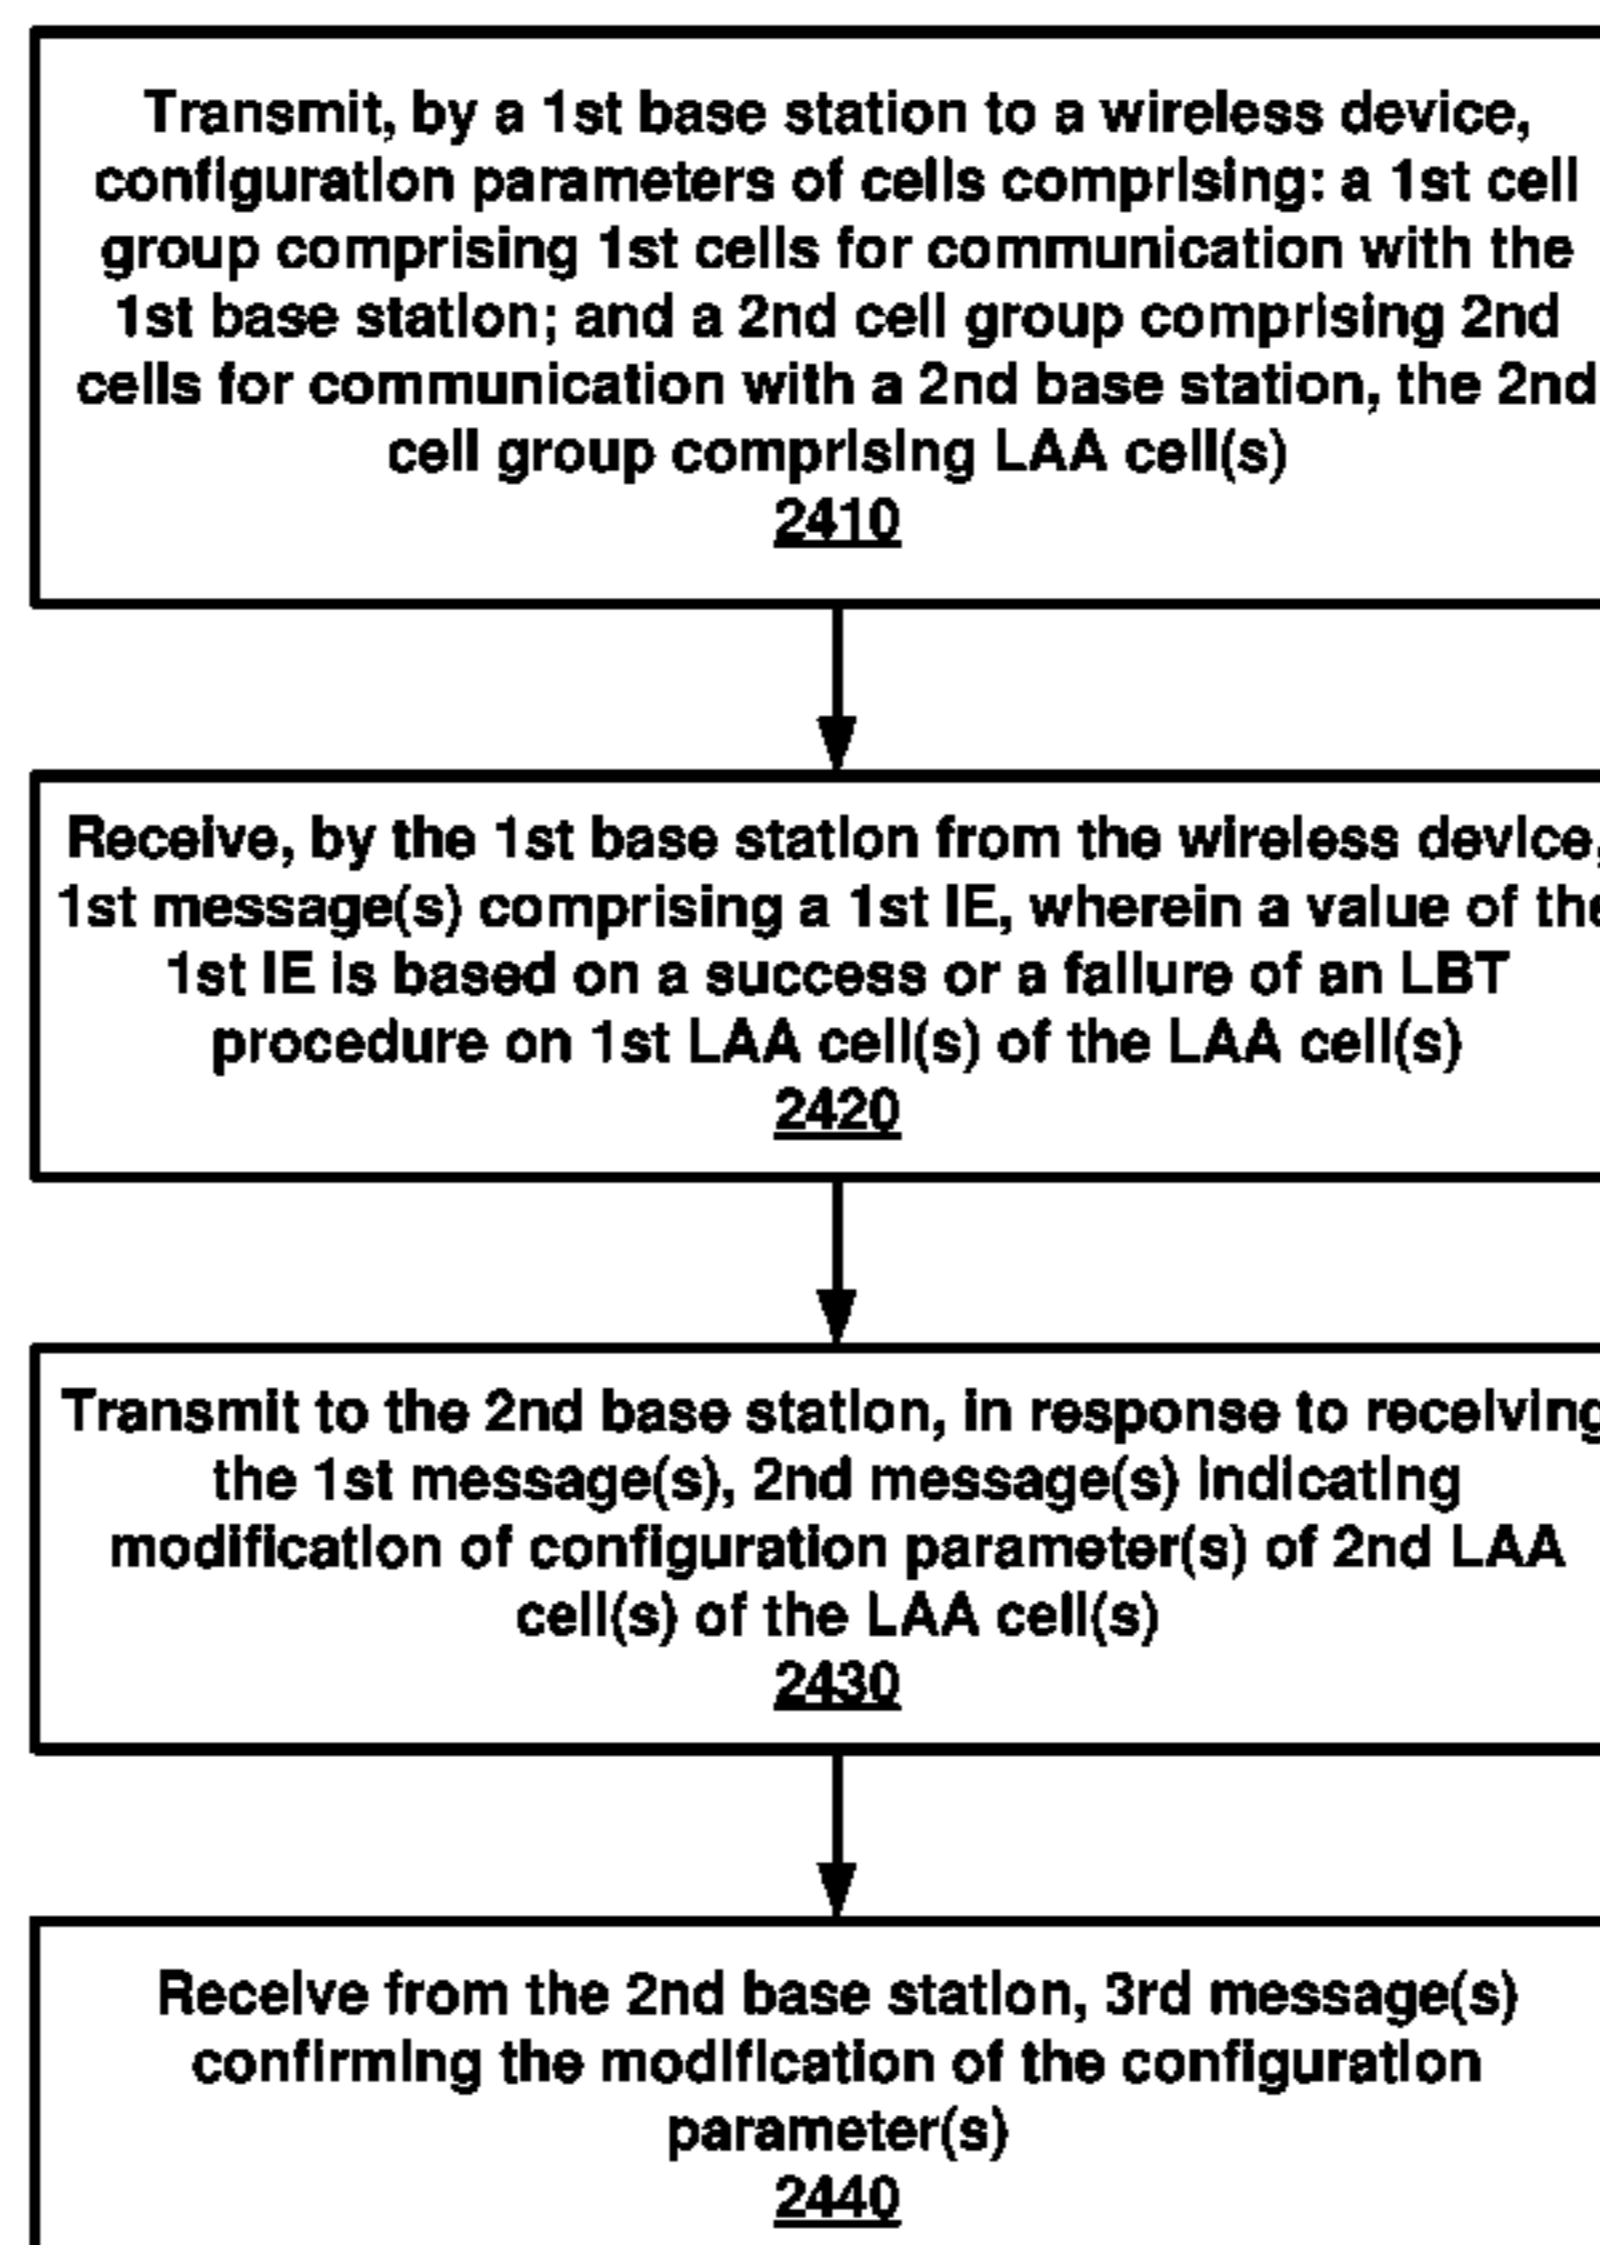 Transmit, by a 1st base station to a wireless device,
configuration parameters of cells comprising: a 1st cell
group comprising 1st cells for communication with the
1st base station; and a 2nd cell group comprising 2nd
cells for communication with a 2nd base station, the 2nd
cell group comprising LAA cell(s)
2410
Receive, by the 1st base station from the wireless device,
1st message(s) comprising a 1st IE, wherein a value of the
1st IE is based on a success or a failure of an LBT
procedure on 1st LAA cell(s) of the LAA cell(s)
2420
Transmit to the 2nd base station, in response to receiving
the 1st message(s), 2nd message(s) indicating
modification of configuration parameter(s) of 2nd LAA
cell(s) of the LAA cell(s)
2430
Receive from the 2nd base station, 3rd message(s)
confirming the modification of the configuration
parameter(s)
2440